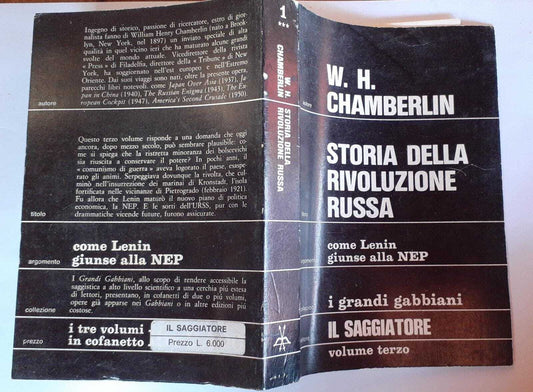 Ingegno di storico, passione di ricercatore, estro di gior-
nalista fanno di William Henry Chamberlin (nato a Brook-
lyn, New York, nel 1897) un inviato speciale di alta
qualità in quel vicino ieri che ha maturato alcune grandi
svolte del mondo attuale. Vicedirettore della rivista
« Press » di Filadelfia, direttore della « Tribune » di New
York, ha soggiornato nell'est europeo e nell'Estremo
Oriente. Dai suoi viaggi sono nati, oltre la presente opera,
parecchi libri notevoli, come Japan Over Asia (1937), Ja-
pan in China (1940), The Russian Enigma (1943), The Eu-
ropean Cockpit (1947), America's Second Crusade (1950).
autore
Questo terzo volume risponde a una domanda che oggi
ancora, dopo mezzo secolo, può sembrare plausibile: co-
me si spiega che la ristretta minoranza dei bolscevichi
sia riuscita a conservare il potere? In pochi anni, il
« comunismo di guerra » aveva logorato il paese, esaspe-
rato gli animi. Serpeggiava dovunque la rivolta, che cul-
minò nell'insurrezione dei marinai di Kronstadt, l'isola
fortificata nelle vicinanze di Pietrogrado (febbraio 1921).
Fu allora che Lenin maturò il nuovo piano di politica
economica, la NEP. E le sorti dell'URSS, pur con le
drammatiche vicende future, furono assicurate.
titolo
come Lenin
giunse alla NEP
argomento
I Grandi Gabbiani, allo scopo di rendere accessibile la
saggistica a alto livello scientifico a una cerchia più estesa
di lettori, presentano, in cofanetti di due o più volumi,
opere già apparse nei Gabbiani o in altre edizioni più
costose.
collezione
i tre volumi
in cofanetto
prezzo
IL SAGGIATORE
Prezzo L. 6.000
1
***
W. H.
CHAMBERLIN
STORIA DELLA
RIVOLUZIONE RUSSA
W. H.
CHAMBERLIN
autore
STORIA DELLA
RIVOLUZIONE
RUSSA
titolo
come Lenin
giunse alla NEP
i grandi gabbiani
IL SAGGIATORE
volume terzo